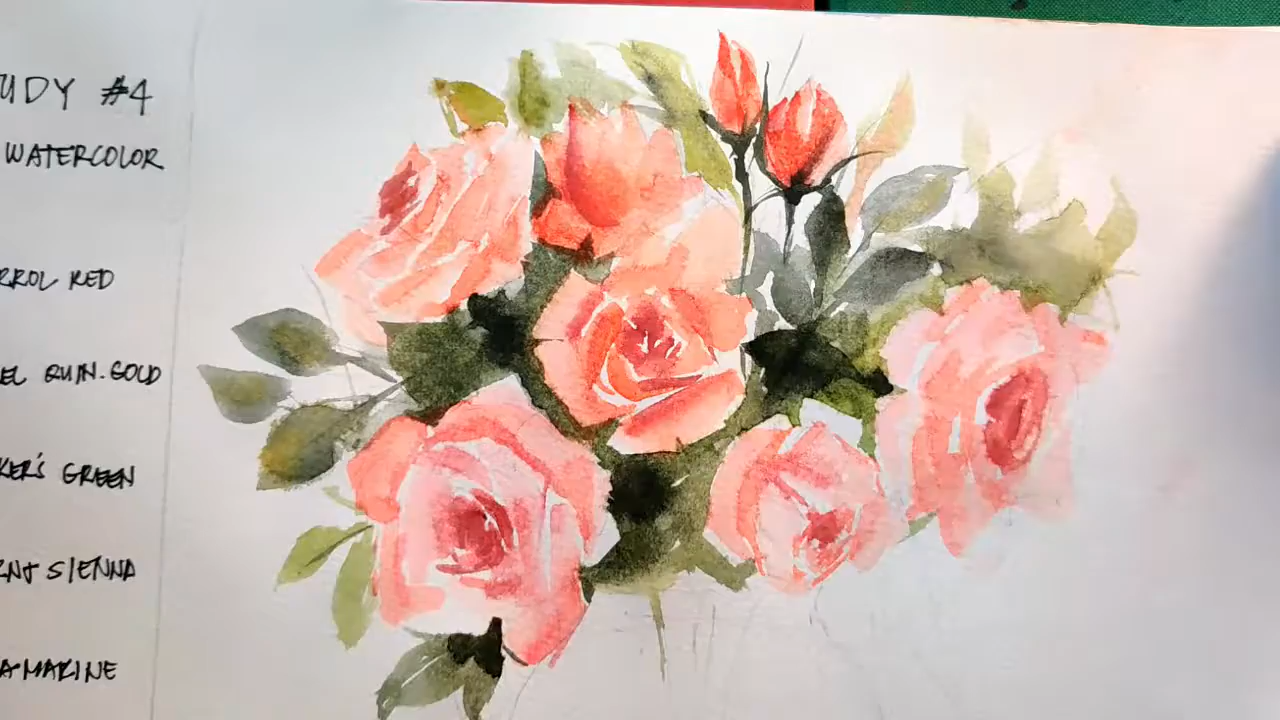 UDY #4
WATERCOLOR
RROL RED
EL QUIN. GOLD
KER'S GREEN
RNT SIENNA
AMARINE